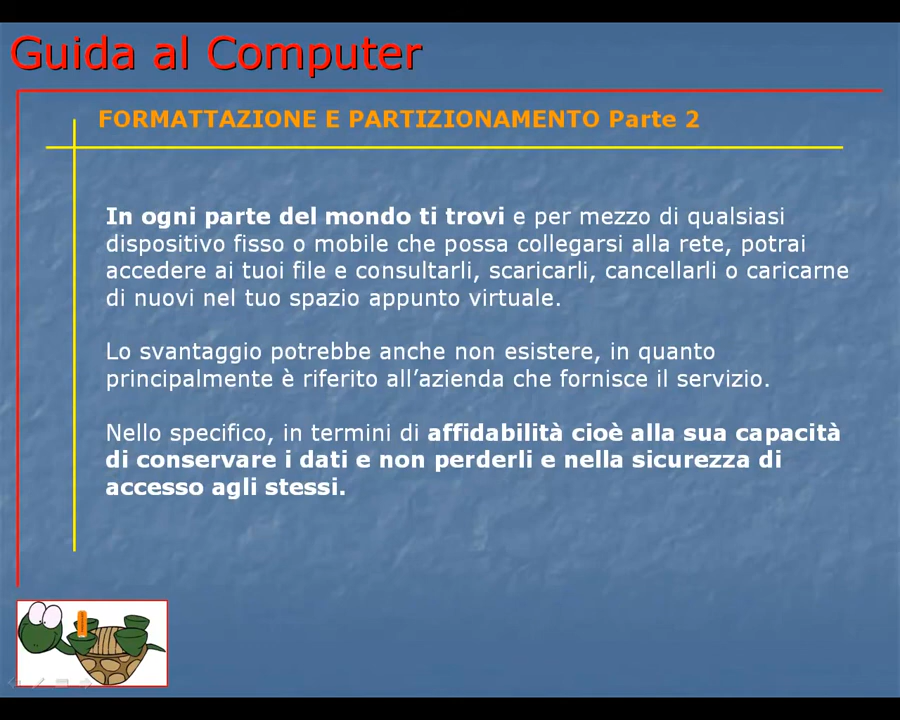 Guida al Computer
FORMATTAZIONE E PARTIZIONAMENTO Parte 2
In ogni parte del mondo ti trovi e per mezzo di qualsiasi
dispositivo fisso o mobile che possa collegarsi alla rete, potrai
accedere ai tuoi file e consultarli, scaricarli, cancellarli o caricarne
di nuovi nel tuo spazio appunto virtuale.
Lo svantaggio potrebbe anche non esistere, in quanto
principalmente è riferito all’azienda che fornisce il servizio.
Nello specifico, in termini di affidabilità cioè alla sua capacità
di conservare i dati e non perderli e nella sicurezza di
accesso agli stessi.